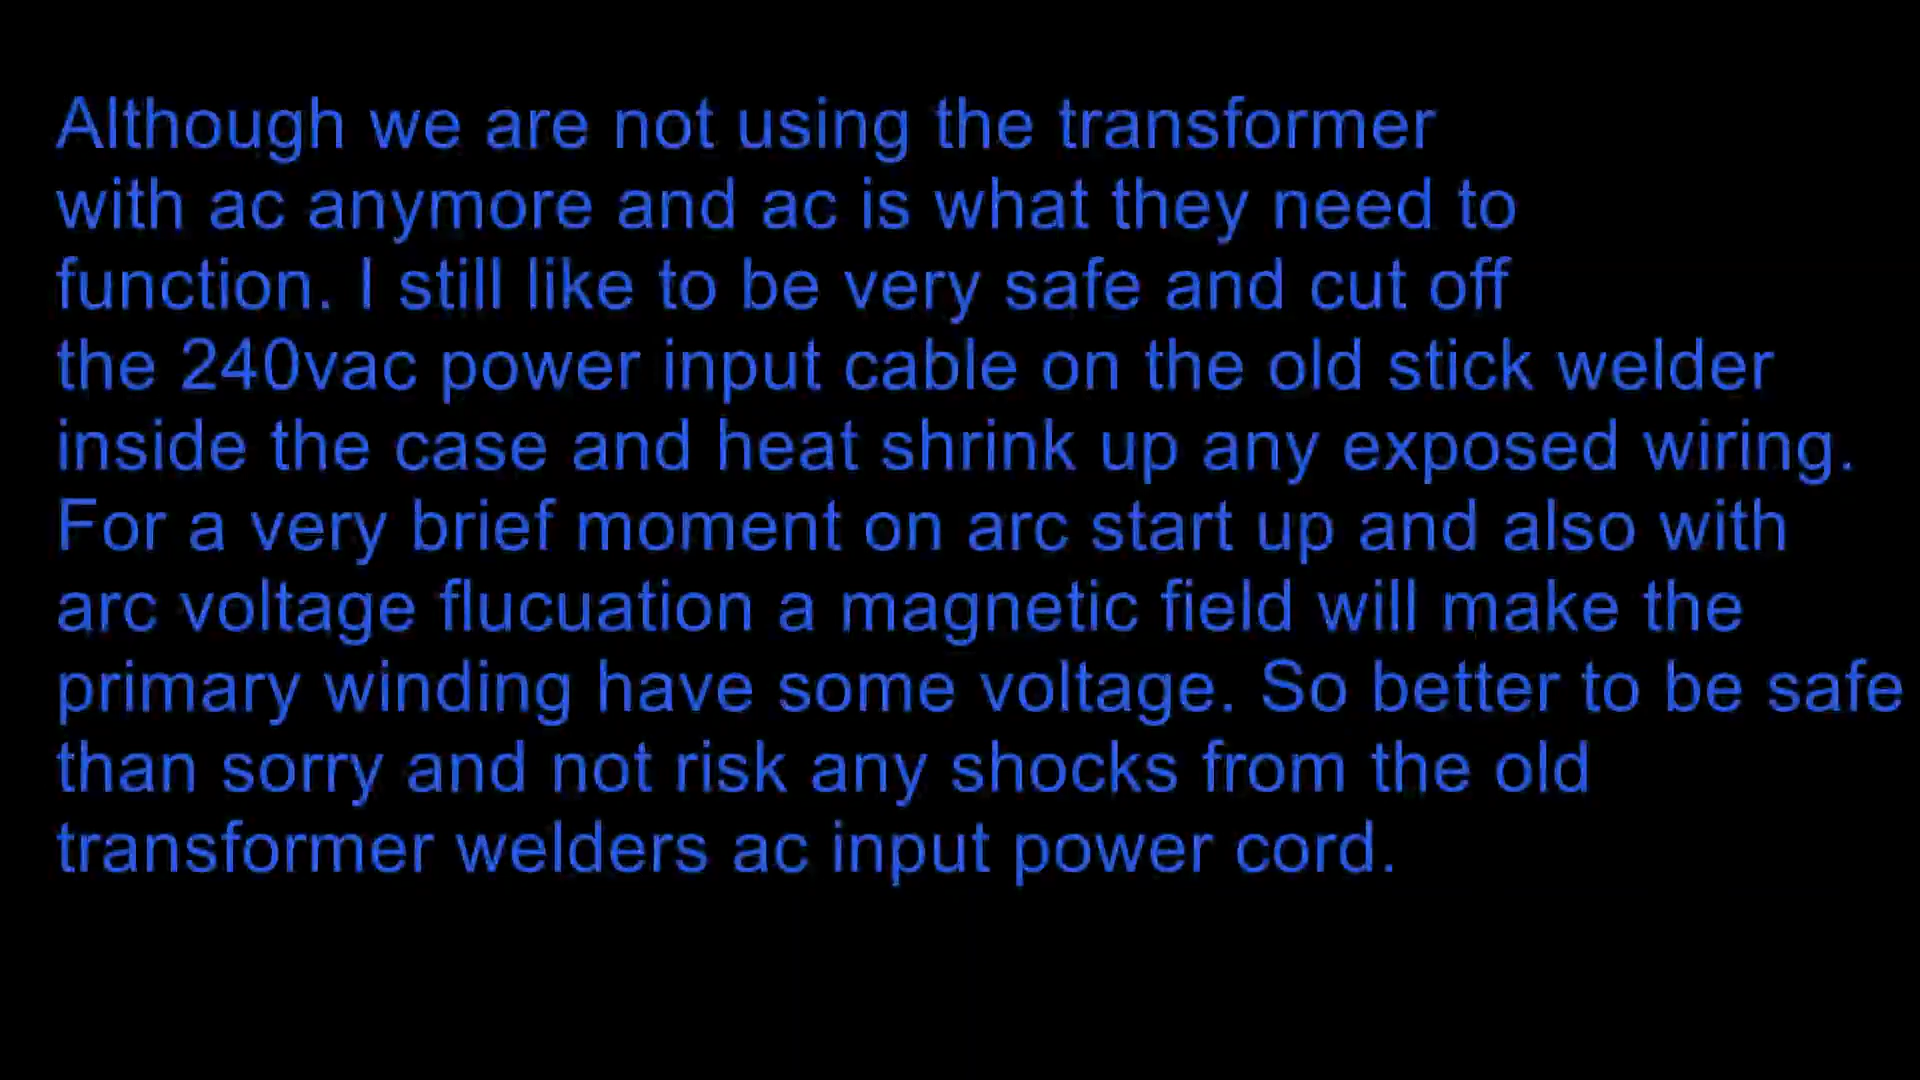 Although we are not using the transformer
with ac anymore and ac is what they need to
function. I still like to be very safe and cut off
the 240vac power input cable on the old stick welder
inside the case and heat shrink up any exposed wiring.
For a very brief moment on arc start up and also with
arc voltage flucuation a magnetic field will make the
primary winding have some voltage. So better to be safe
than sorry and not risk any shocks from the old
transformer welders ac input power cord.